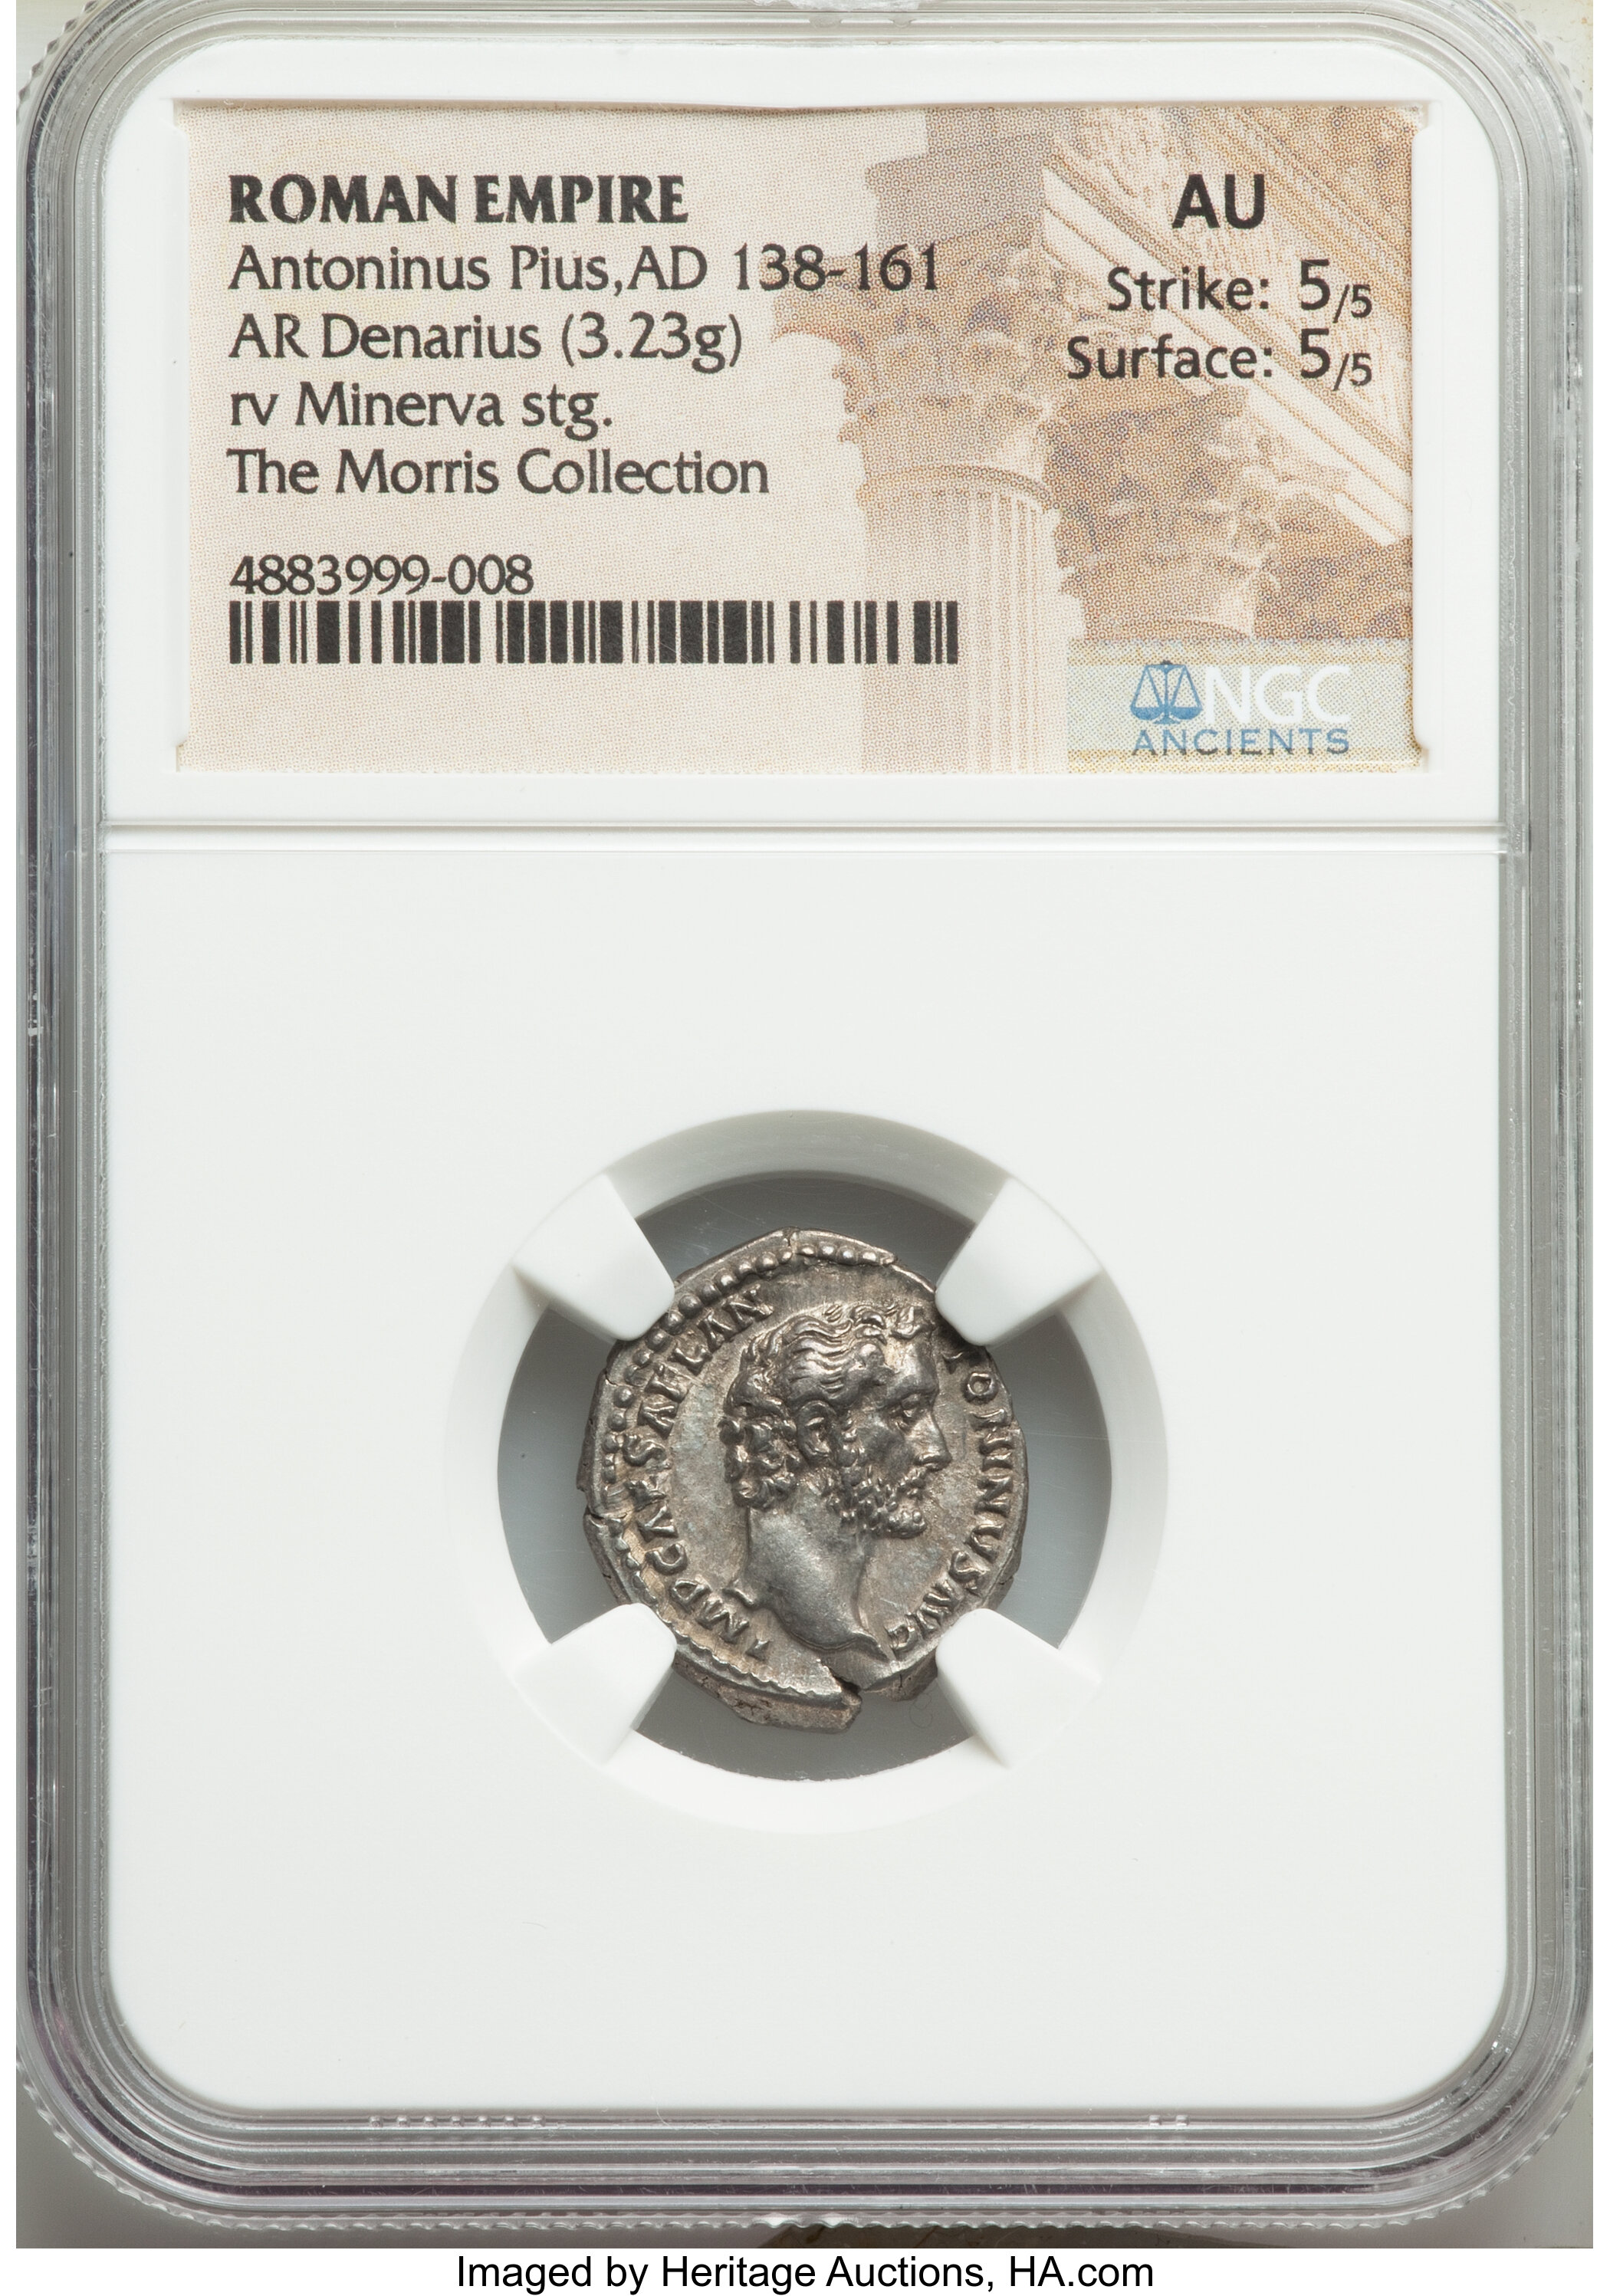 ROMAN EMPIRE
Antoninus Pius, AD 138-161
AR Denarius (3.23g)
rv Minerva stg.
The Morris Collection
4883999-008
AU
Strike: 5/5
Surface: 5/5
NGC
ANCIENTS
IMP CAES AEL AN
TONINVS AVG
Imaged by Heritage Auctions, HA.com